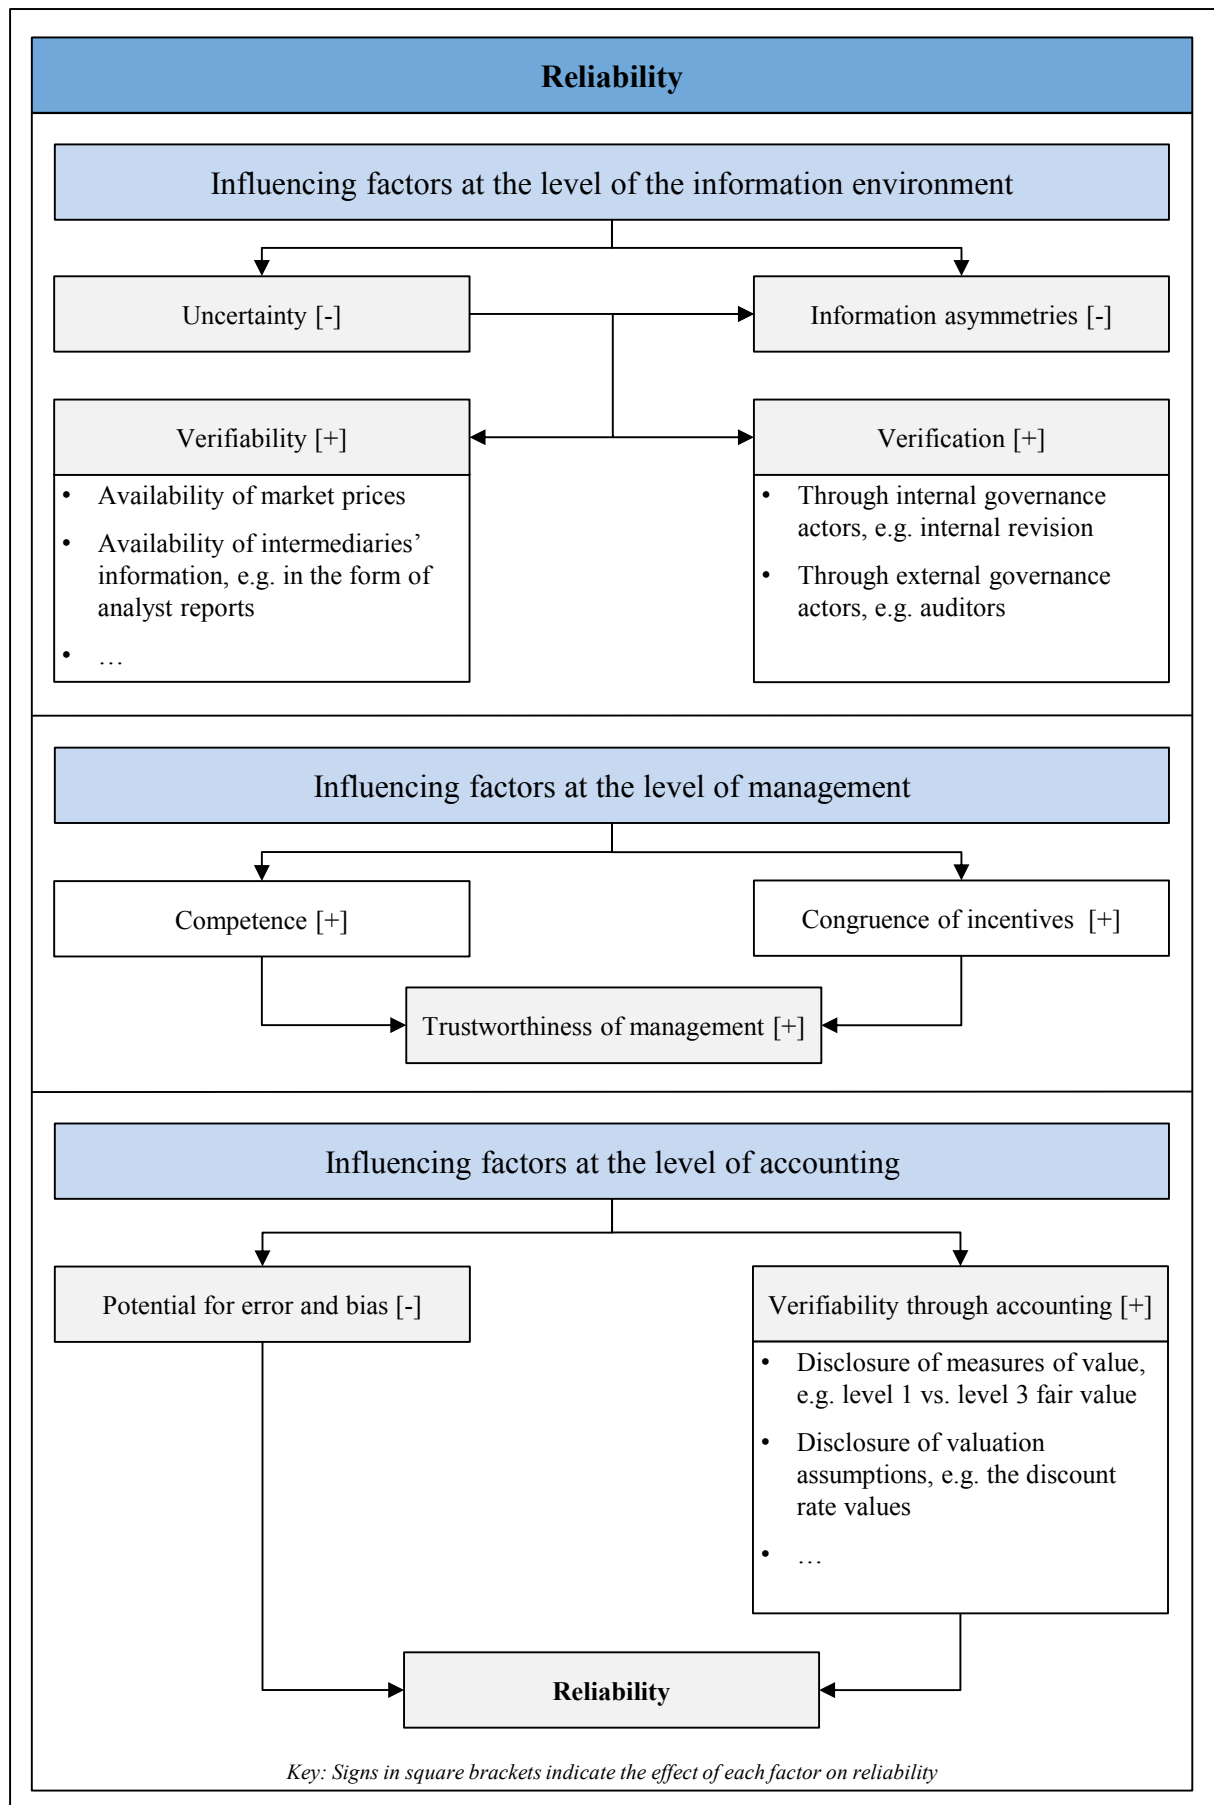 Reliability
Influencing factors at the level of the information environment
Uncertainty [-]
Information asymmetries [-]
Verifiability [+]
• Availability of market prices
• Availability of intermediaries’
information, e.g. in the form of
analyst reports
• …
Verification [+]
• Through internal governance
actors, e.g. internal revision
• Through external governance
actors, e.g. auditors
Influencing factors at the level of management
Competence [+]
Congruence of incentives [+]
Trustworthiness of management [+]
Influencing factors at the level of accounting
Potential for error and bias [-]
Verifiability through accounting [+]
• Disclosure of measures of value,
e.g. level 1 vs. level 3 fair value
• Disclosure of valuation
assumptions, e.g. the discount
rate values
• …
Reliability
Key: Signs in square brackets indicate the effect of each factor on reliability